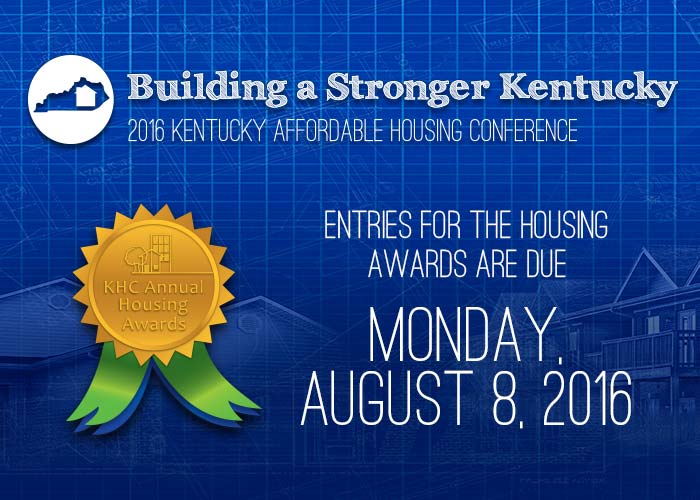 Building a Stronger Kentucky
2016 KENTUCKY AFFORDABLE HOUSING CONFERENCE
ENTRIES FOR THE HOUSING
AWARDS ARE DUE
MONDAY,
AUGUST 8, 2016
KHC Annual
Housing
Awards